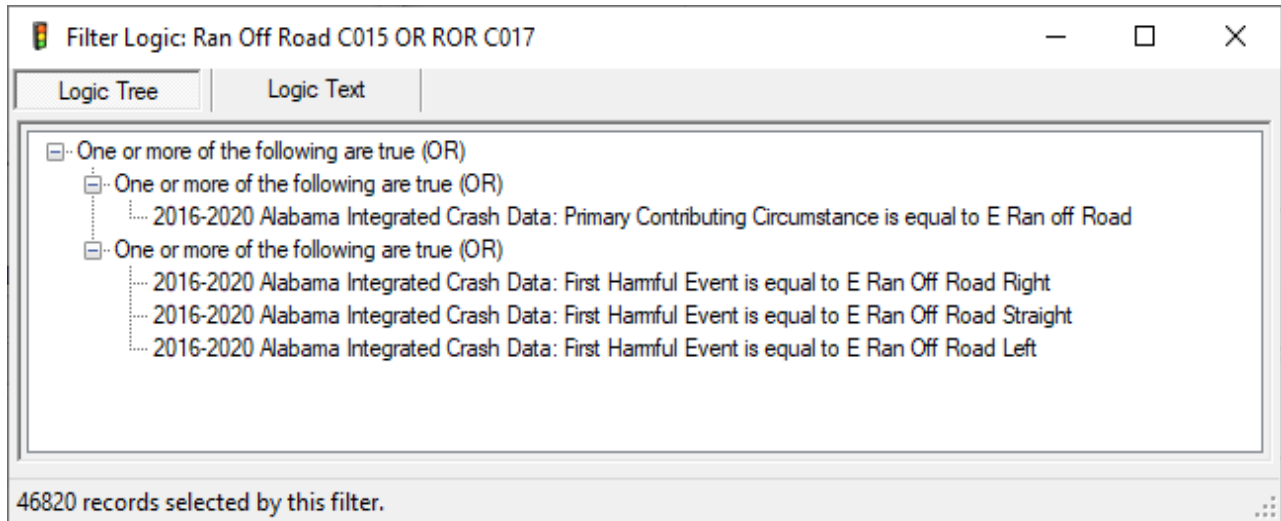 Filter Logic: Ran Off Road C015 OR ROR C017
Logic Tree
Logic Text
One or more of the following are true (OR)
One or more of the following are true (OR)
2016-2020 Alabama Integrated Crash Data: Primary Contributing Circumstance is equal to E Ran off Road
One or more of the following are true (OR)
2016-2020 Alabama Integrated Crash Data: First Harmful Event is equal to E Ran Off Road Right
2016-2020 Alabama Integrated Crash Data: First Harmful Event is equal to E Ran Off Road Straight
2016-2020 Alabama Integrated Crash Data: First Harmful Event is equal to E Ran Off Road Left
46820 records selected by this filter.